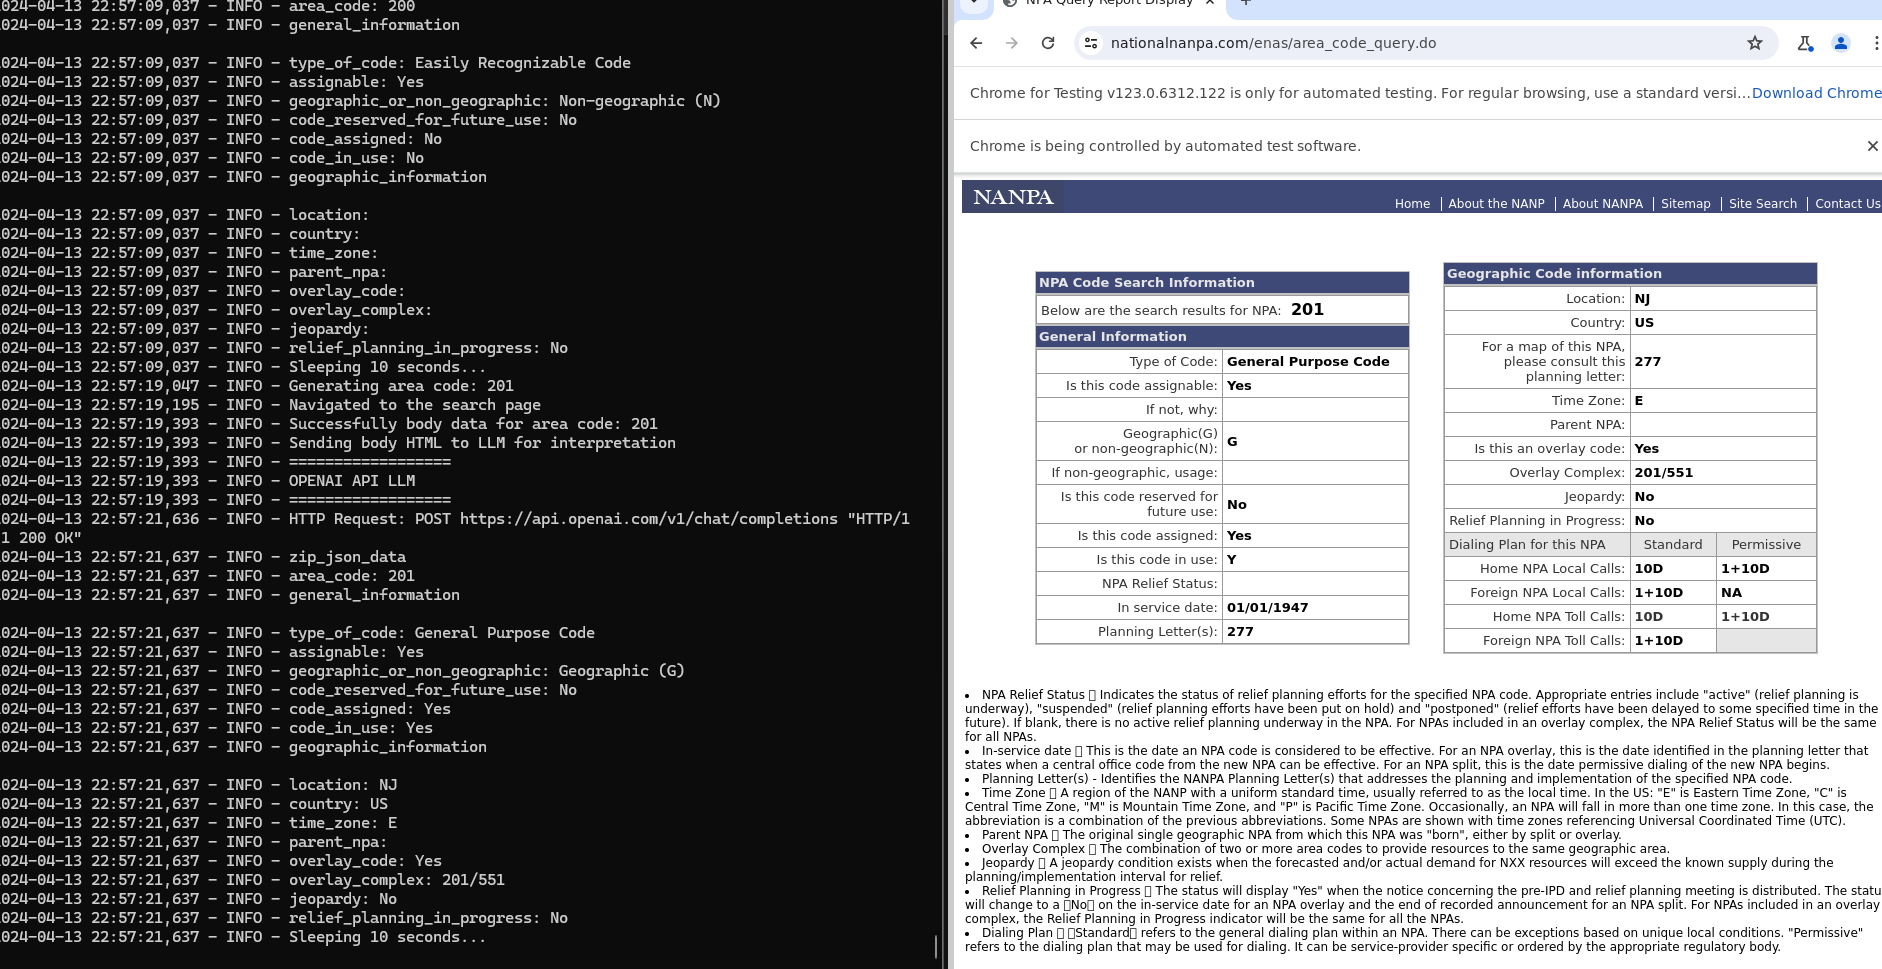 024-04-13 22:57:09,037 - INFO - area_code: 200
024-04-13 22:57:09,037 - INFO - general_information
024-04-13 22:57:09,037 - INFO - type_of_code: Easily Recognizable Code
024-04-13 22:57:09,037 - INFO - assignable: Yes
024-04-13 22:57:09,037 - INFO - geographic_or_non_geographic: Non-geographic (N)
024-04-13 22:57:09,037 - INFO - code_reserved_for_future_use: No
024-04-13 22:57:09,037 - INFO - code_assigned: No
024-04-13 22:57:09,037 - INFO - code_in_use: No
024-04-13 22:57:09,037 - INFO - geographic_information
024-04-13 22:57:09,037 - INFO - location:
024-04-13 22:57:09,037 - INFO - country:
024-04-13 22:57:09,037 - INFO - time_zone:
024-04-13 22:57:09,037 - INFO - parent_npa:
024-04-13 22:57:09,037 - INFO - overlay_code:
024-04-13 22:57:09,037 - INFO - overlay_complex:
024-04-13 22:57:09,037 - INFO - jeopardy:
024-04-13 22:57:09,037 - INFO - relief_planning_in_progress: No
024-04-13 22:57:09,037 - INFO - Sleeping 10 seconds...
024-04-13 22:57:19,047 - INFO - Generating area code: 201
024-04-13 22:57:19,195 - INFO - Navigated to the search page
024-04-13 22:57:19,393 - INFO - Successfully body data for area code: 201
024-04-13 22:57:19,393 - INFO - Sending body HTML to LLM for interpretation
024-04-13 22:57:19,393 - INFO - ==================
024-04-13 22:57:19,393 - INFO - OPENAI API LLM
024-04-13 22:57:19,393 - INFO - ==================
024-04-13 22:57:21,636 - INFO - HTTP Request: POST https://api.openai.com/v1/chat/completions "HTTP/1
1 200 OK"
024-04-13 22:57:21,637 - INFO - zip_json_data
024-04-13 22:57:21,637 - INFO - area_code: 201
024-04-13 22:57:21,637 - INFO - general_information
024-04-13 22:57:21,637 - INFO - type_of_code: General Purpose Code
024-04-13 22:57:21,637 - INFO - assignable: Yes
024-04-13 22:57:21,637 - INFO - geographic_or_non_geographic: Geographic (G)
024-04-13 22:57:21,637 - INFO - code_reserved_for_future_use: No
024-04-13 22:57:21,637 - INFO - code_assigned: Yes
024-04-13 22:57:21,637 - INFO - code_in_use: Yes
024-04-13 22:57:21,637 - INFO - geographic_information
024-04-13 22:57:21,637 - INFO - location: NJ
024-04-13 22:57:21,637 - INFO - country: US
024-04-13 22:57:21,637 - INFO - time_zone: E
024-04-13 22:57:21,637 - INFO - parent_npa:
024-04-13 22:57:21,637 - INFO - overlay_code: Yes
024-04-13 22:57:21,637 - INFO - overlay_complex: 201/551
024-04-13 22:57:21,637 - INFO - jeopardy: No
024-04-13 22:57:21,637 - INFO - relief_planning_in_progress: No
024-04-13 22:57:21,637 - INFO - Sleeping 10 seconds...
NPA Query Report Display
nationalnanpa.com/enas/area_code_query.do
Chrome for Testing v123.0.6312.122 is only for automated testing. For regular browsing, use a standard versi... Download Chrome
Chrome is being controlled by automated test software.
NANPA
Home | About the NANP | About NANPA | Sitemap | Site Search | Contact Us
NPA Code Search Information
Below are the search results for NPA: 201
General Information
Type of Code: General Purpose Code
Is this code assignable: Yes
If not, why:
Geographic(G)
or non-geographic(N): G
If non-geographic, usage:
Is this code reserved for
future use: No
Is this code assigned: Yes
Is this code in use: Y
NPA Relief Status:
In service date: 01/01/1947
Planning Letter(s): 277
Geographic Code information
Location: NJ
Country: US
For a map of this NPA,
please consult this 277
planning letter:
Time Zone: E
Parent NPA:
Is this an overlay code: Yes
Overlay Complex: 201/551
Jeopardy: No
Relief Planning in Progress: No
Dialing Plan for this NPA Standard Permissive
Home NPA Local Calls: 10D 1+10D
Foreign NPA Local Calls: 1+10D NA
Home NPA Toll Calls: 10D 1+10D
Foreign NPA Toll Calls: 1+10D
• NPA Relief Status ▯ Indicates the status of relief planning efforts for the specified NPA code. Appropriate entries include "active" (relief planning is
underway), "suspended" (relief planning efforts have been put on hold) and "postponed" (relief efforts have been delayed to some specified time in the
future). If blank, there is no active relief planning underway in the NPA. For NPAs included in an overlay complex, the NPA Relief Status will be the same
for all NPAs.
• In-service date ▯ This is the date an NPA code is considered to be effective. For an NPA overlay, this is the date identified in the planning letter that
states when a central office code from the new NPA can be effective. For an NPA split, this is the date permissive dialing of the new NPA begins.
• Planning Letter(s) - Identifies the NANPA Planning Letter(s) that addresses the planning and implementation of the specified NPA code.
• Time Zone ▯ A region of the NANP with a uniform standard time, usually referred to as the local time. In the US: "E" is Eastern Time Zone, "C" is
Central Time Zone, "M" is Mountain Time Zone, and "P" is Pacific Time Zone. Occasionally, an NPA will fall in more than one time zone. In this case, the
abbreviation is a combination of the previous abbreviations. Some NPAs are shown with time zones referencing Universal Coordinated Time (UTC).
• Parent NPA ▯ The original single geographic NPA from which this NPA was "born", either by split or overlay.
• Overlay Complex ▯ The combination of two or more area codes to provide resources to the same geographic area.
• Jeopardy ▯ A jeopardy condition exists when the forecasted and/or actual demand for NXX resources will exceed the known supply during the
planning/implementation interval for relief.
• Relief Planning in Progress ▯ The status will display "Yes" when the notice concerning the pre-IPD and relief planning meeting is distributed. The statu
will change to a ▯No▯ on the in-service date for an NPA overlay and the end of recorded announcement for an NPA split. For NPAs included in an overlay
complex, the Relief Planning in Progress indicator will be the same for all the NPAs.
• Dialing Plan ▯ ▯Standard▯ refers to the general dialing plan within an NPA. There can be exceptions based on unique local conditions. "Permissive"
refers to the dialing plan that may be used for dialing. It can be service-provider specific or ordered by the appropriate regulatory body.